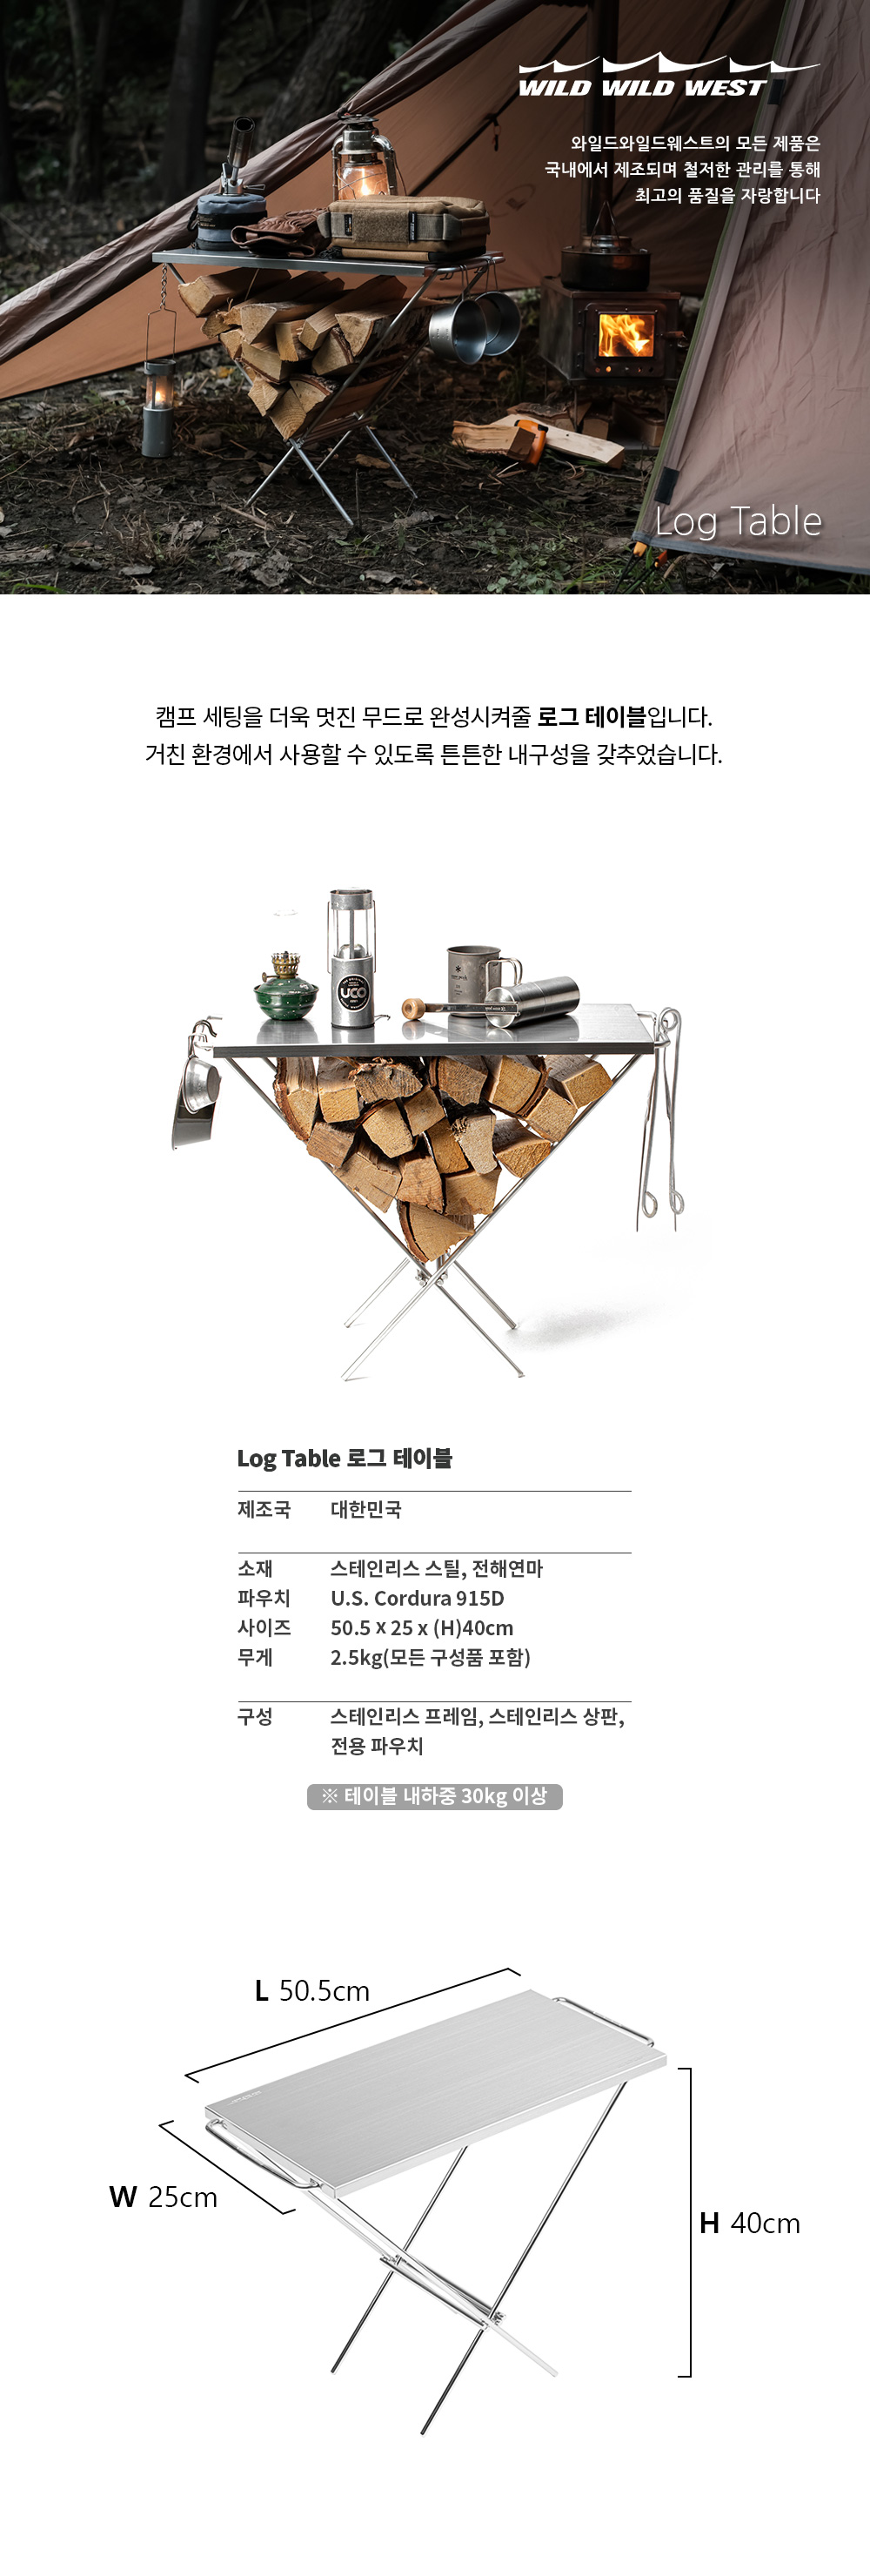 WILD WILD WEST
와일드와일드웨스트의 모든 제품은
국내에서 제조되며 철저한 관리를 통해
최고의 품질을 자랑합니다
Log Table
캠프 세팅을 더욱 멋진 무드로 완성시켜줄 로그 테이블입니다.
거친 환경에서 사용할 수 있도록 튼튼한 내구성을 갖추었습니다.
UCO
Log Table 로그 테이블
제조국 대한민국
소재 스테인리스 스틸, 전해연마
파우치 U.S. Cordura 915D
사이즈 50.5 x 25 x (H)40cm
무게 2.5kg(모든 구성품 포함)
구성 스테인리스 프레임, 스테인리스 상판,
전용 파우치
※ 테이블 내하중 30kg 이상
L 50.5cm
W 25cm
H 40cm